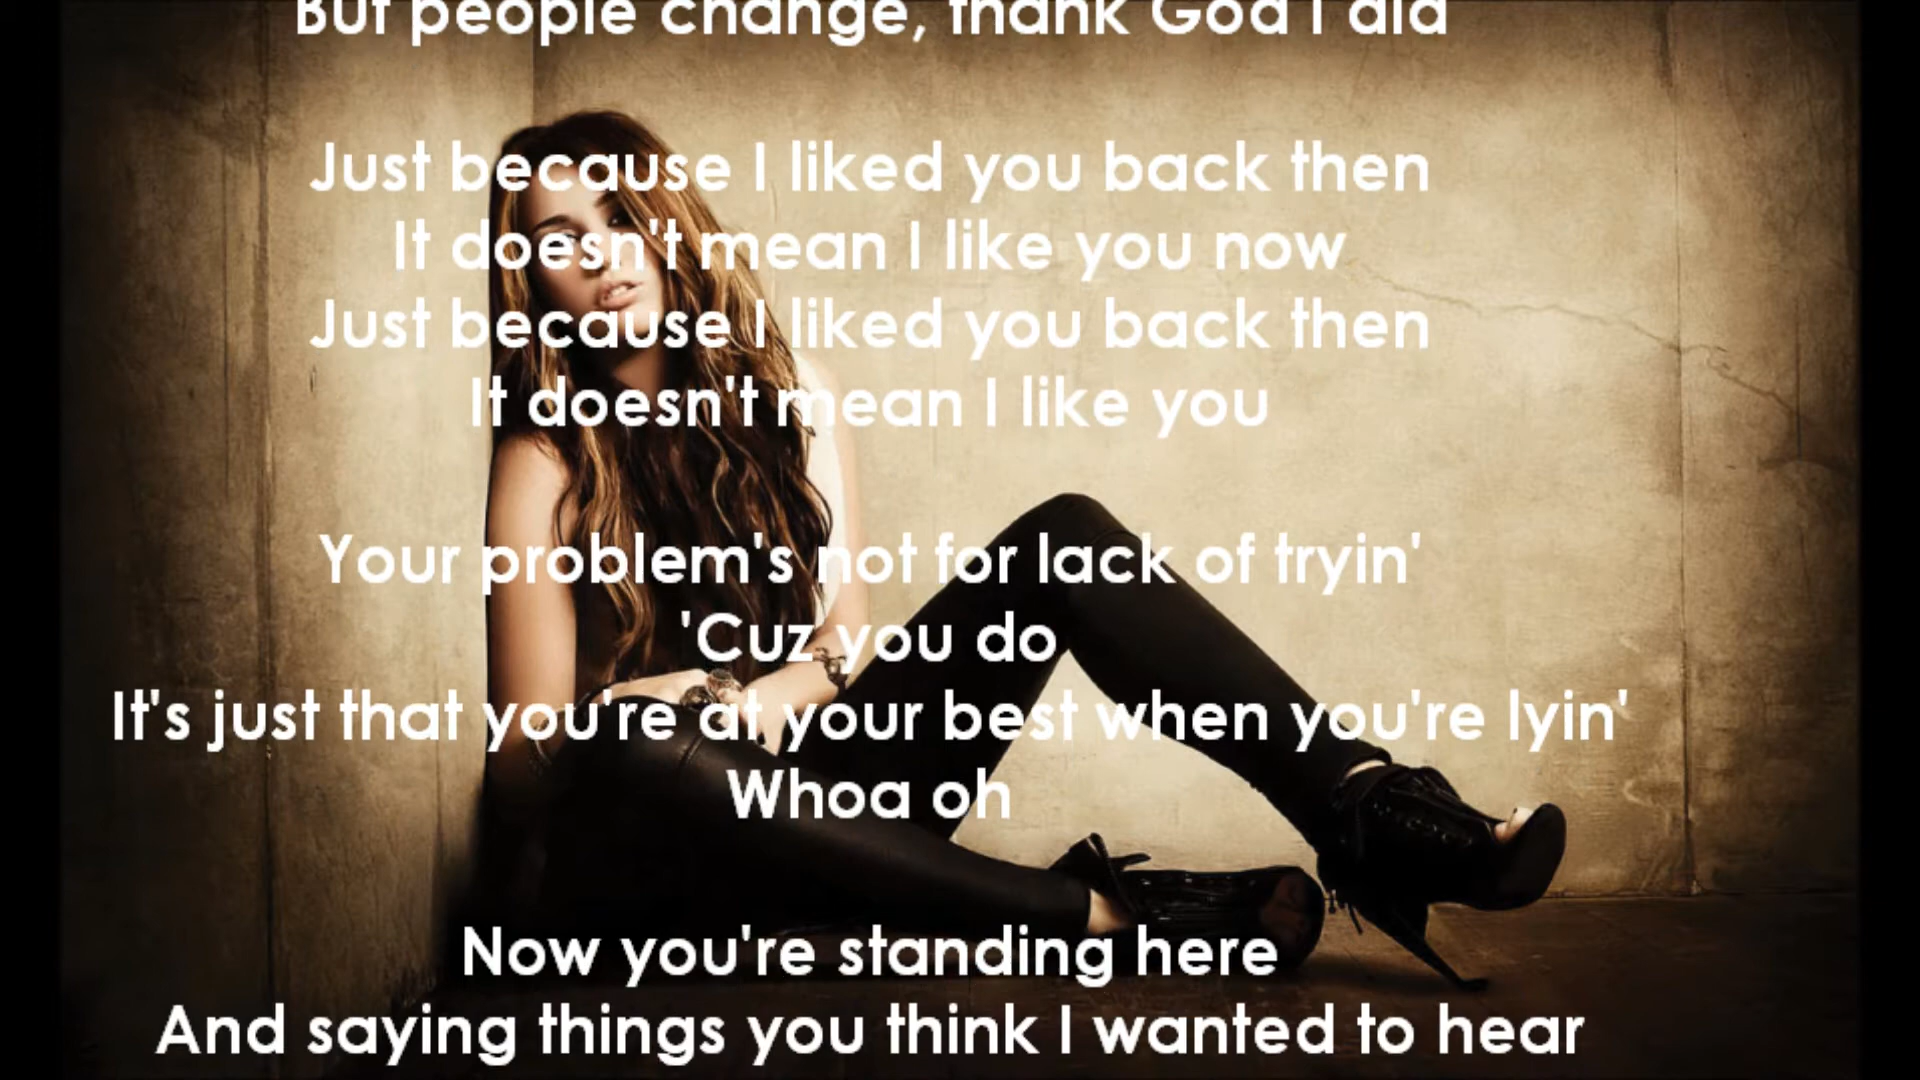 But people change, thank God I did
Just because I liked you back then
It doesn't mean I like you now
Just because I liked you back then
It doesn't mean I like you
Your problem's not for lack of tryin'
'Cuz you do
It's just that you're at your best when you're lyin'
Whoa oh
Now you're standing here
And saying things you think I wanted to hear